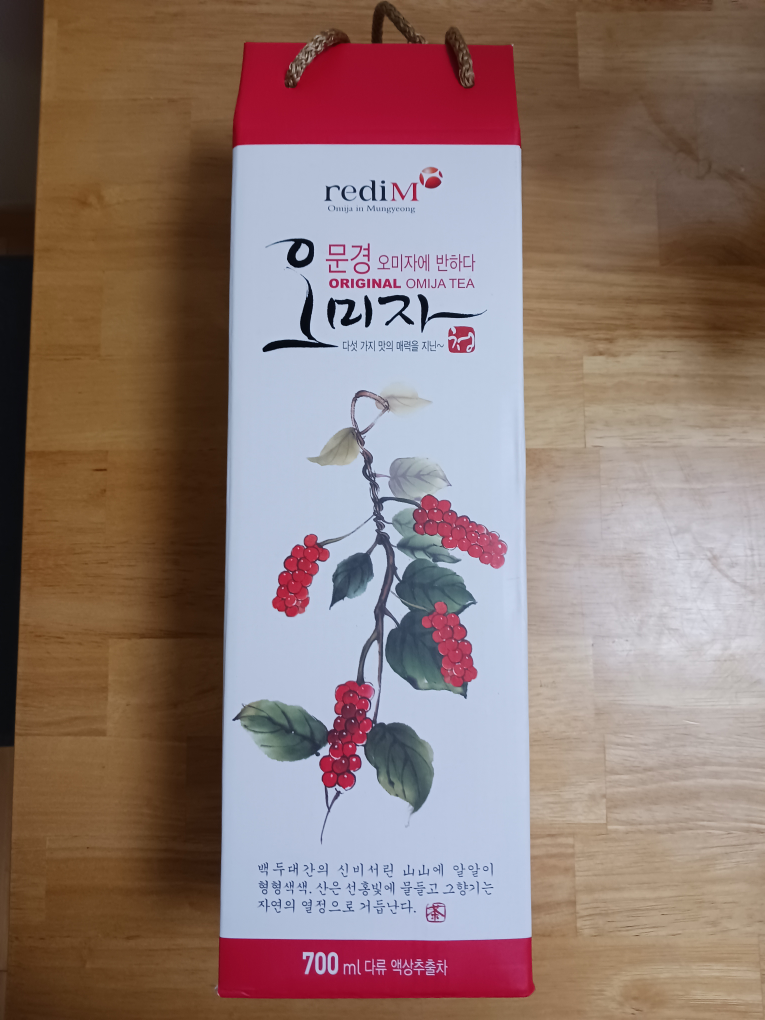 rediM
Omija in Mungyeong
문경 오미자에 반하다
ORIGINAL OMIJA TEA
오미자
다섯 가지 맛의 매력을 지닌~ 청
백두대간의 신비서린 山山에 알알이
형형색색. 산은 선홍빛에 물들고 그향기는
자연의 열정으로 거듭난다. 茶
700 ml 다류 액상추출차